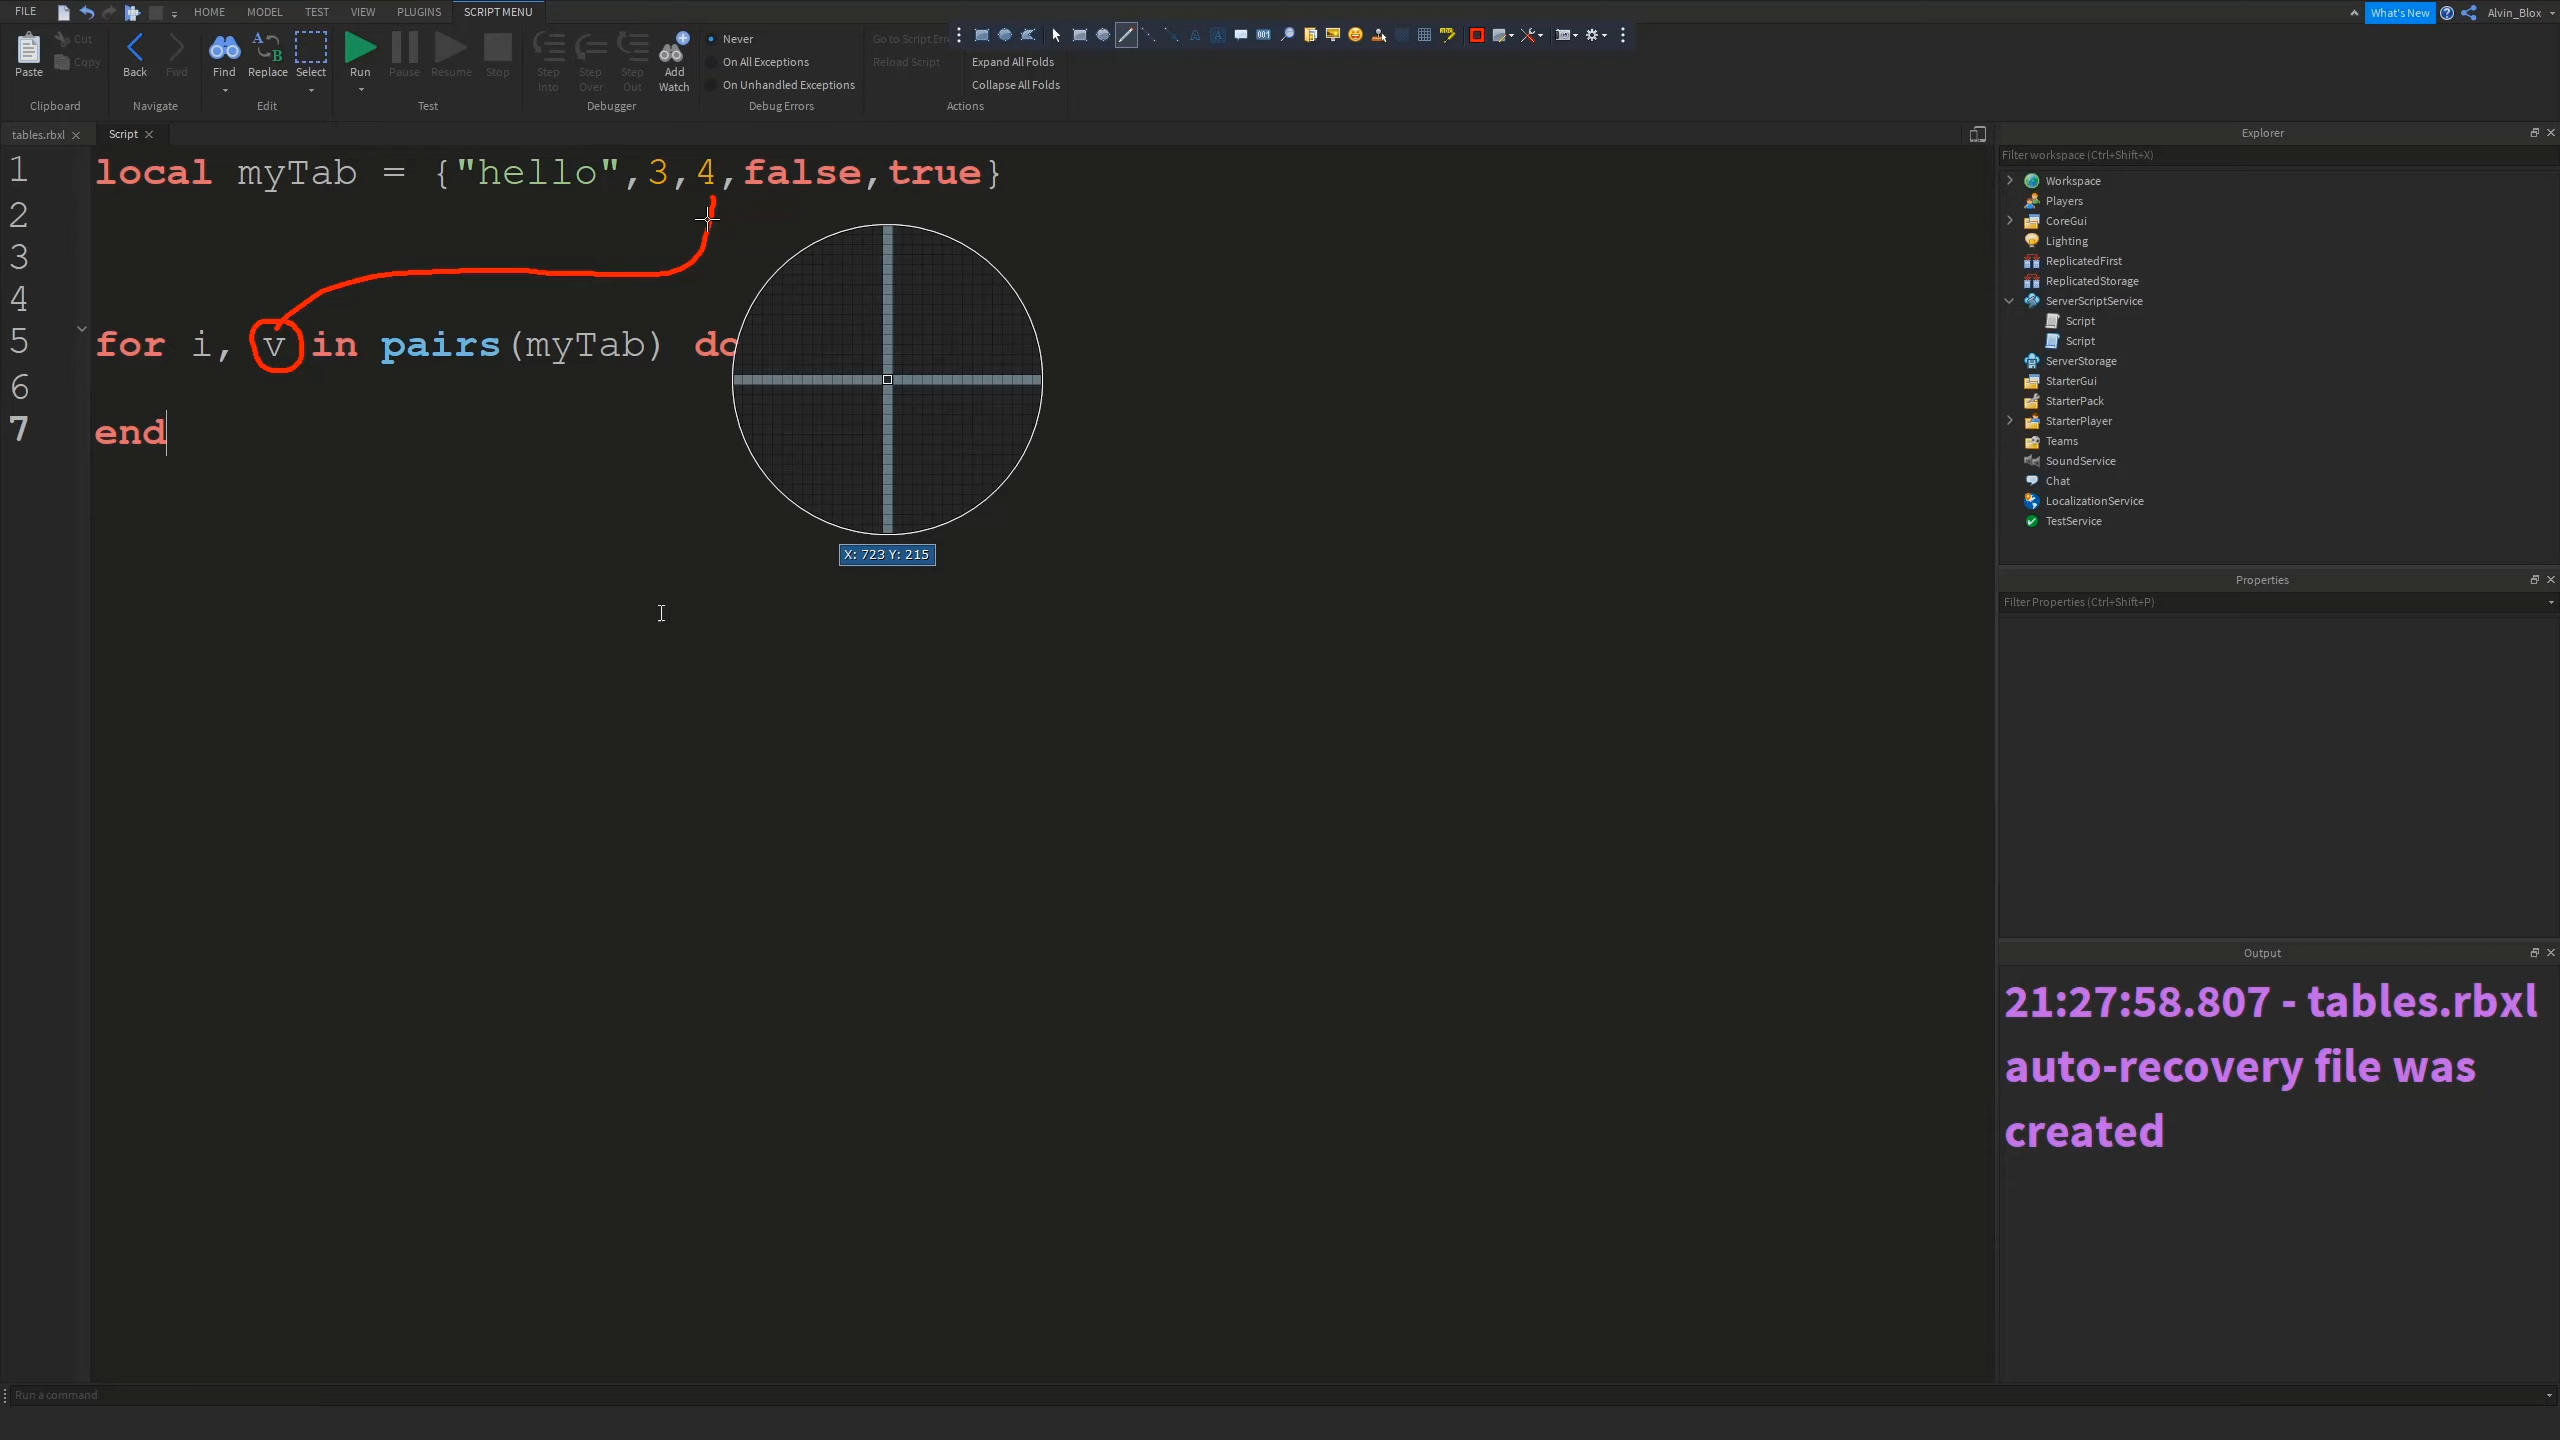 FILE HOME MODEL TEST VIEW PLUGINS SCRIPT MENU What's New Alvin_Blox
Paste Cut Copy Back Fwd Find Replace Select Run Pause Resume Stop Step Into Step Over Step Out Add Watch
Never
On All Exceptions
On Unhandled Exceptions
Go to Script Err
Reload Script
Expand All Folds
Collapse All Folds
Clipboard Navigate Edit Test Debugger Debug Errors Actions
tables.rbxl Script
1 local myTab = {"hello",3,4,false,true}
2
3
4
5 for i, v in pairs(myTab) do
6
7 end
X: 723 Y: 215
Explorer
Filter workspace (Ctrl+Shift+X)
Workspace
Players
CoreGui
Lighting
ReplicatedFirst
ReplicatedStorage
ServerScriptService
Script
Script
ServerStorage
StarterGui
StarterPack
StarterPlayer
Teams
SoundService
Chat
LocalizationService
TestService
Properties
Filter Properties (Ctrl+Shift+P)
Output
21:27:58.807 - tables.rbxl
auto-recovery file was
created
Run a command